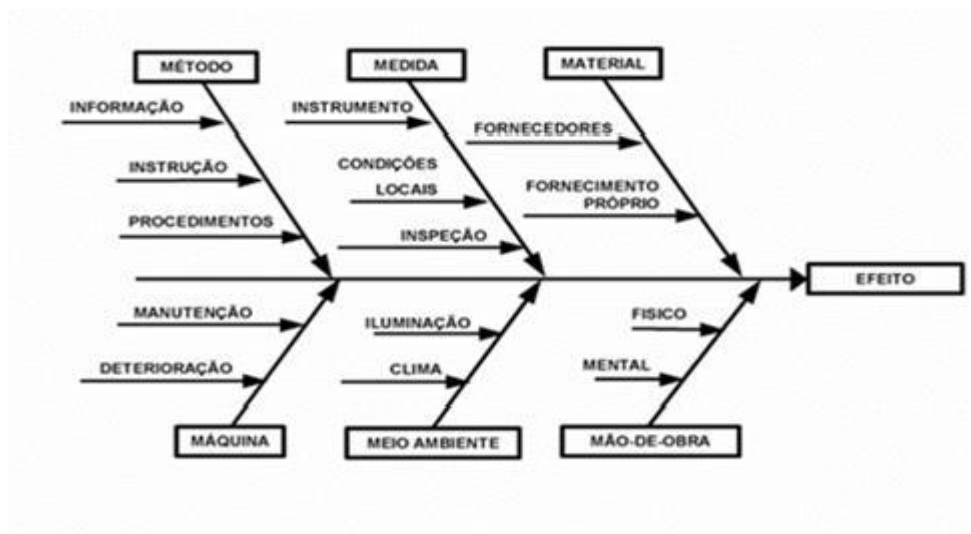 MÉTODO
MEDIDA
MATERIAL
INFORMAÇÃO
INSTRUÇÃO
PROCEDIMENTOS
INSTRUMENTO
CONDIÇÕES
LOCAIS
INSPEÇÃO
FORNECEDORES
FORNECIMENTO
PRÓPRIO
EFEITO
MANUTENÇÃO
DETERIORAÇÃO
ILUMINAÇÃO
CLIMA
FISICO
MENTAL
MÁQUINA
MEIO AMBIENTE
MÃO-DE-OBRA